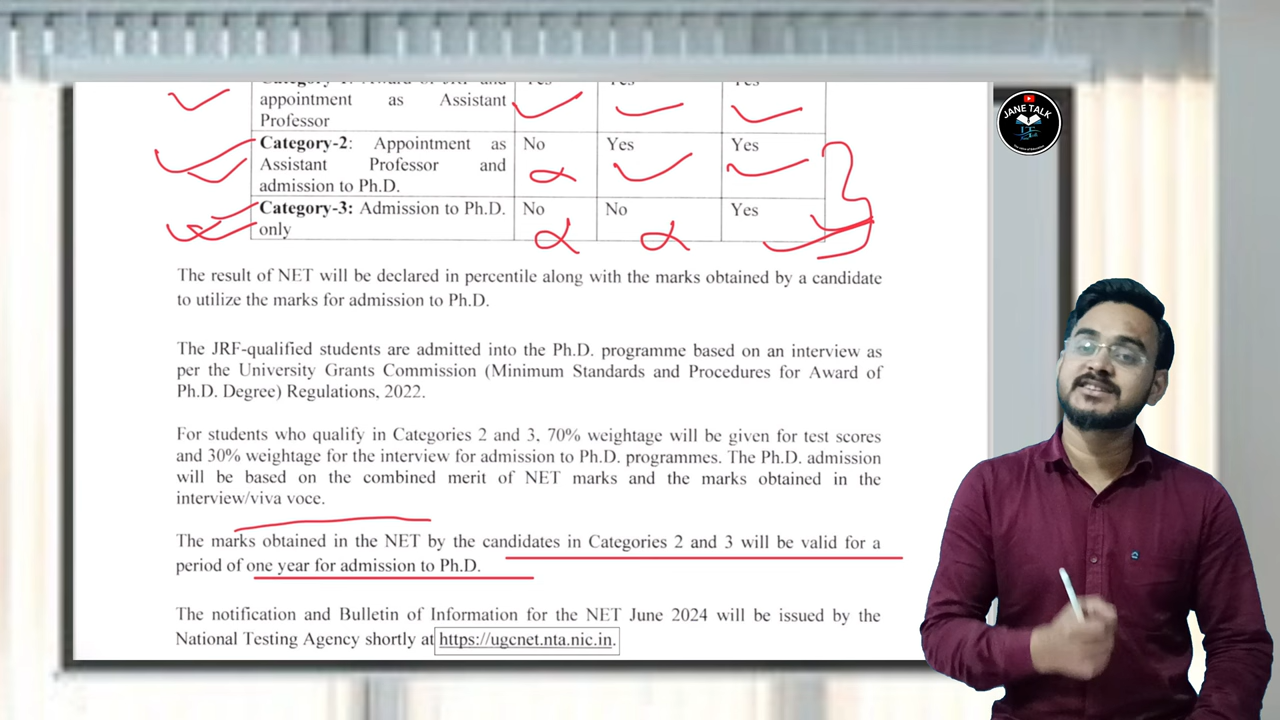 appointment as Assistant
Professor
Category-2: Appointment as
Assistant Professor and
admission to Ph.D.
No
Yes
Yes
Category-3: Admission to Ph.D.
only
No
No
Yes
The result of NET will be declared in percentile along with the marks obtained by a candidate
to utilize the marks for admission to Ph.D.
The JRF-qualified students are admitted into the Ph.D. programme based on an interview as
per the University Grants Commission (Minimum Standards and Procedures for Award of
Ph.D. Degree) Regulations, 2022.
For students who qualify in Categories 2 and 3, 70% weightage will be given for test scores
and 30% weightage for the interview for admission to Ph.D. programmes. The Ph.D. admission
will be based on the combined merit of NET marks and the marks obtained in the
interview/viva voce.
The marks obtained in the NET by the candidates in Categories 2 and 3 will be valid for a
period of one year for admission to Ph.D.
The notification and Bulletin of Information for the NET June 2024 will be issued by the
National Testing Agency shortly at https://ugcnet.nta.nic.in.
JANE TALK